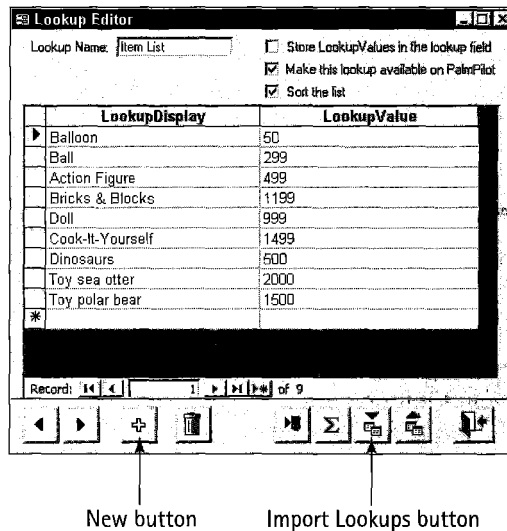 Lookup Editor
Lookup Name: Item List
Store LookupValues in the lookup field
Make this lookup available on PalmPilot
Sort the list
LookupDisplay LookupValue
Balloon 50
Ball 299
Action Figure 499
Bricks & Blocks 1199
Doll 999
Cook-It-Yourself 1499
Dinosaurs 500
Toy sea otter 2000
Toy polar bear 1500
Record: 1 of 9
New button Import Lookups button